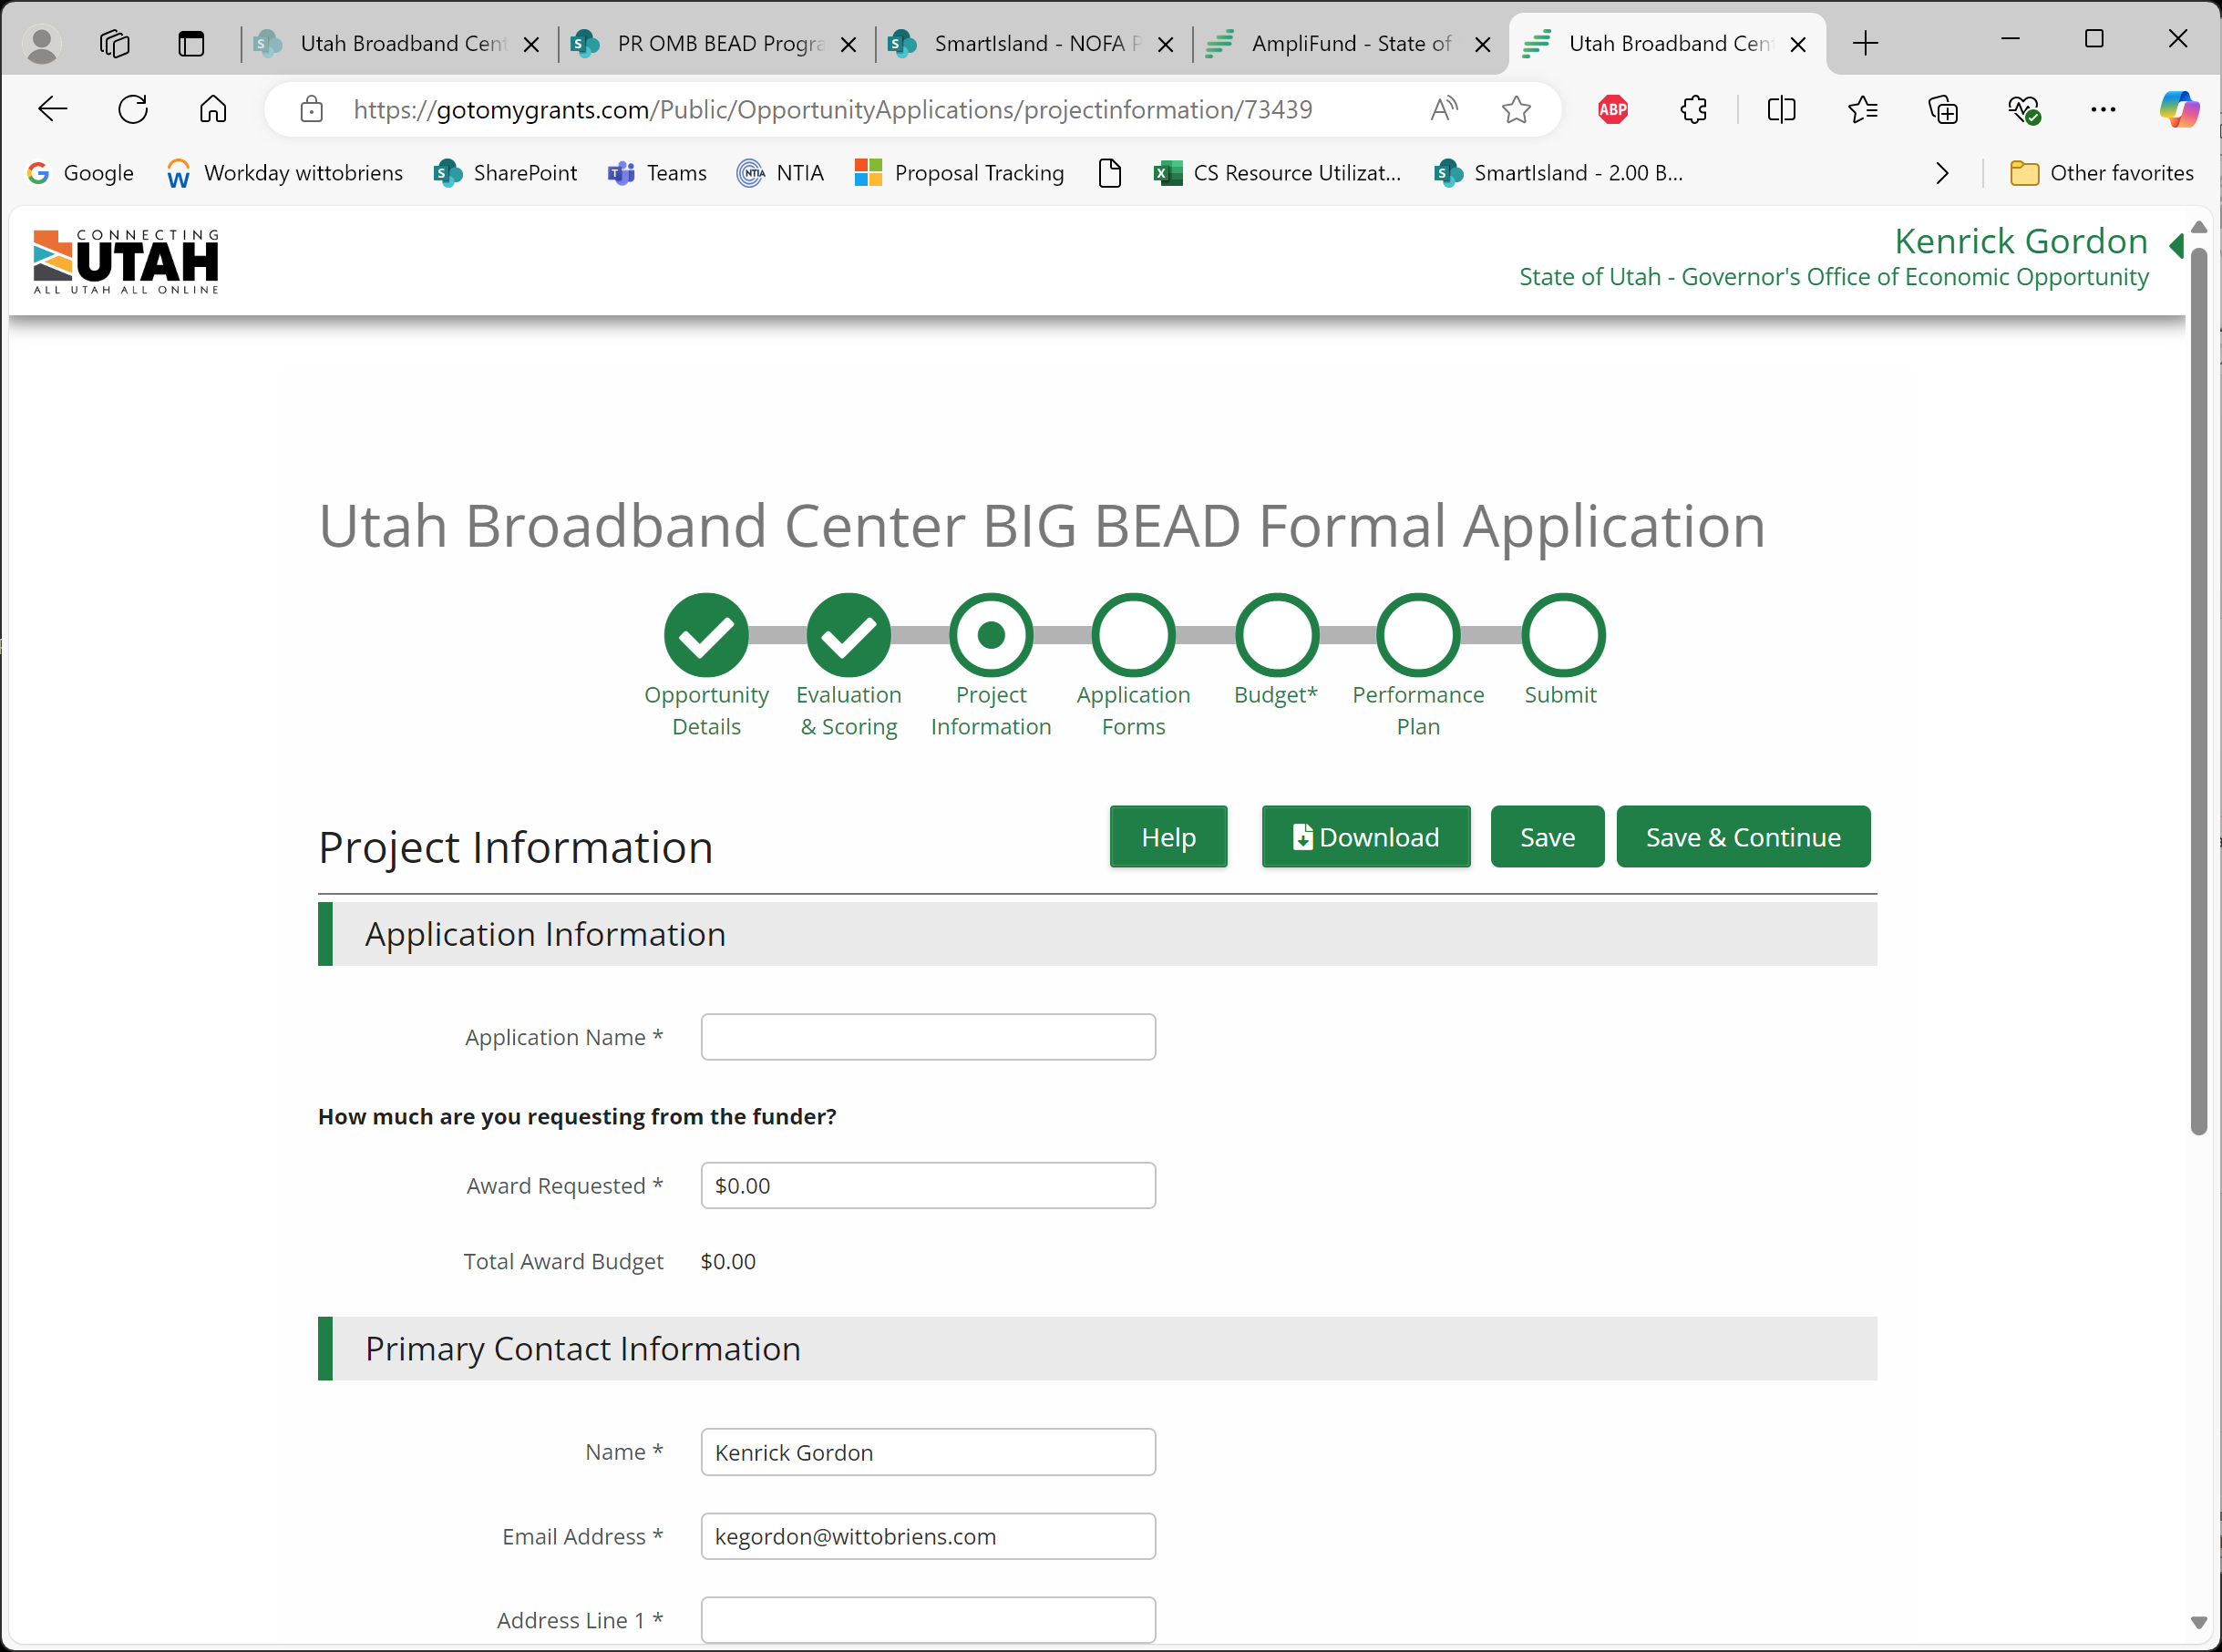 Utah Broadband Cent
PR OMB BEAD Progra
SmartIsland - NOFA P
AmpliFund - State of
Utah Broadband Cen
https://gotomygrants.com/Public/OpportunityApplications/projectinformation/73439
ABP
Google
Workday wittobriens
SharePoint
Teams
NTIA
Proposal Tracking
CS Resource Utilizat...
SmartIsland - 2.00 B...
Other favorites
CONNECTING
UTAH
ALL UTAH ALL ONLINE
Kenrick Gordon
State of Utah - Governor's Office of Economic Opportunity
Utah Broadband Center BIG BEAD Formal Application
Opportunity Details
Evaluation & Scoring
Project Information
Application Forms
Budget*
Performance Plan
Submit
Project Information
Help
Download
Save
Save & Continue
Application Information
Application Name *
How much are you requesting from the funder?
Award Requested * $0.00
Total Award Budget $0.00
Primary Contact Information
Name * Kenrick Gordon
Email Address * kegordon@wittobriens.com
Address Line 1 *